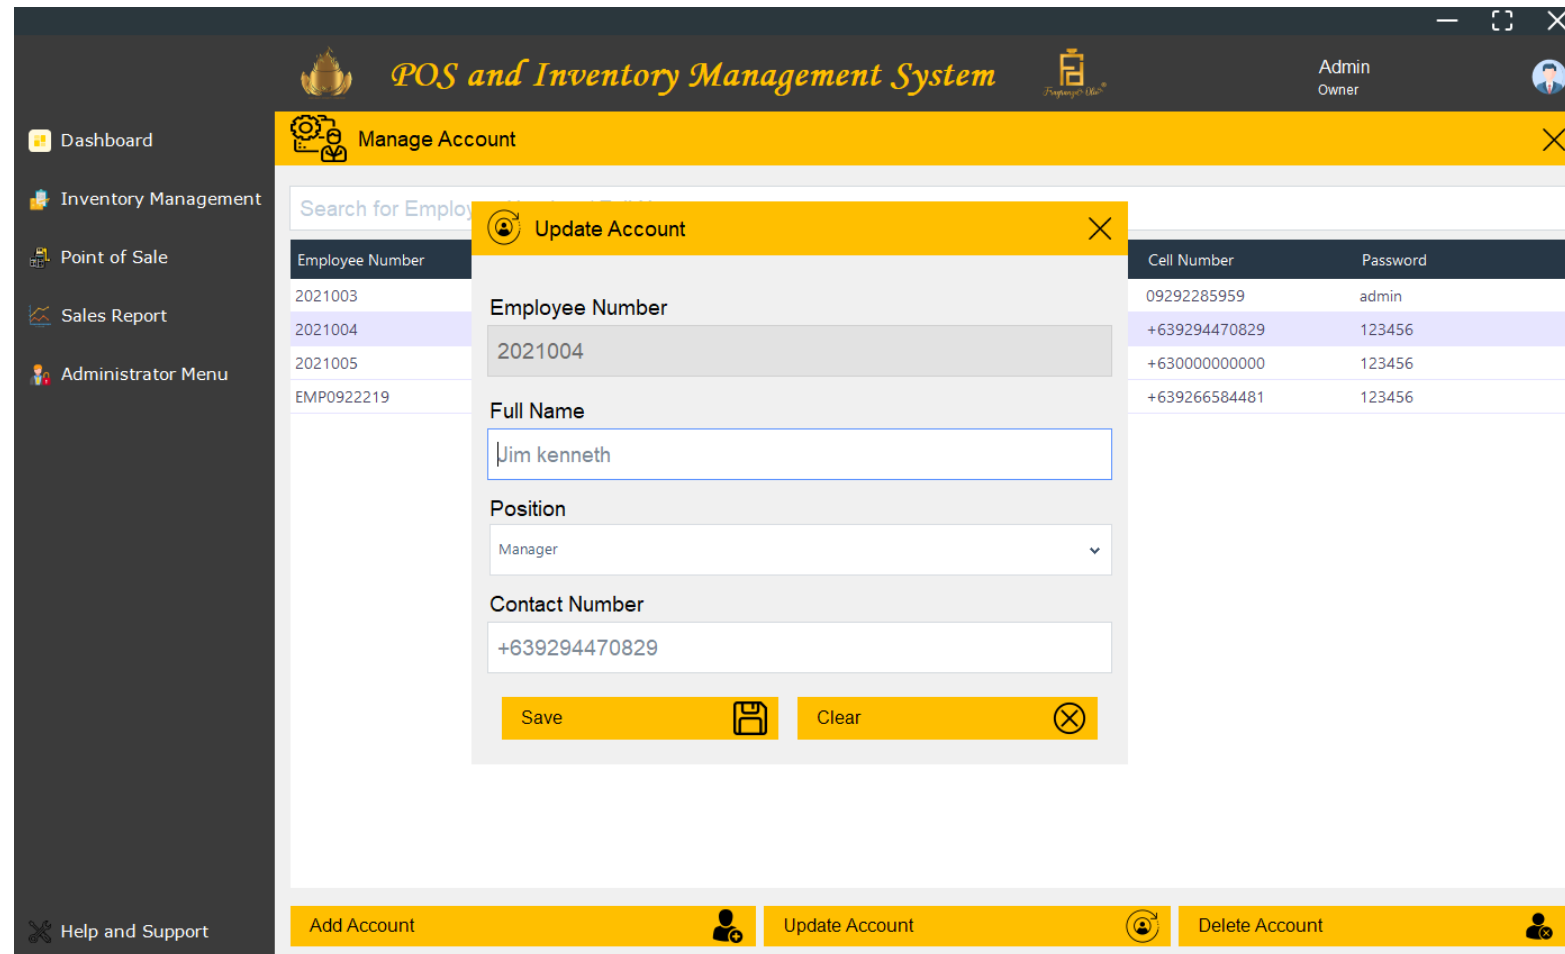 POS and Inventory Management System
Admin
Owner
Dashboard
Inventory Management
Point of Sale
Sales Report
Administrator Menu
Help and Support
Manage Account
Search for Emplo
Employee Number
Cell Number Password
2021003 09292285959 admin
2021004 +639294470829 123456
2021005 +630000000000 123456
EMP0922219 +639266584481 123456
Update Account
Employee Number
2021004
Full Name
Jim kenneth
Position
Manager
Contact Number
+639294470829
Save Clear
Add Account Update Account Delete Account